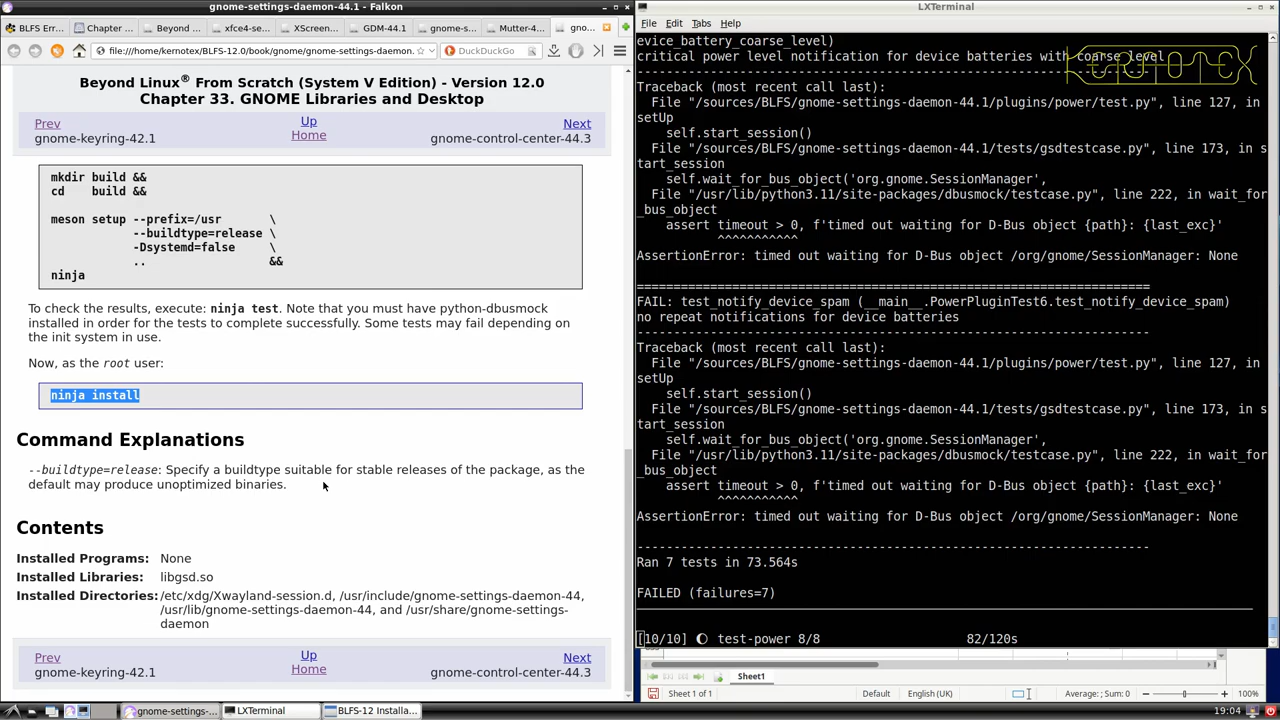 gnome-settings-daemon-44.1 - Falkon
BLFS Err...
Beyond ...
xfce4-se...
XScreen...
GDM-44.1
gnome-s...
Mutter-4...
gno...
file:///home/kernotex/BLFS-12.0/book/gnome/gnome-settings-daemon.
DuckDuckGo
Beyond Linux® From Scratch (System V Edition) - Version 12.0
Chapter 33. GNOME Libraries and Desktop
Prev
Up
Next
gnome-keyring-42.1
Home
gnome-control-center-44.3
mkdir build &&
cd    build &&
meson setup --prefix=/usr       \
--buildtype=release \
-Dsystemd=false     \
..                  &&
ninja
To check the results, execute: ninja test. Note that you must have python-dbusmock
installed in order for the tests to complete successfully. Some tests may fail depending on
the init system in use.
Now, as the root user:
ninja install
Command Explanations
--buildtype=release: Specify a buildtype suitable for stable releases of the package, as the
default may produce unoptimized binaries.
Contents
Installed Programs: None
Installed Libraries: libgsd.so
Installed Directories: /etc/xdg/Xwayland-session.d, /usr/include/gnome-settings-daemon-44,
/usr/lib/gnome-settings-daemon-44, and /usr/share/gnome-settings-
daemon
Prev
Up
Next
gnome-keyring-42.1
Home
gnome-control-center-44.3
LXTerminal
File Edit Tabs Help
evice_battery_coarse_level)
critical power level notification for device batteries with coarse level
KERNOTEX
----------------------------------------------------------------------
Traceback (most recent call last):
File "/sources/BLFS/gnome-settings-daemon-44.1/plugins/power/test.py", line 127, in
setUp
self.start_session()
File "/sources/BLFS/gnome-settings-daemon-44.1/tests/gsdtestcase.py", line 173, in s
tart_session
self.wait_for_bus_object('org.gnome.SessionManager',
File "/usr/lib/python3.11/site-packages/dbusmock/testcase.py", line 222, in wait_for
_bus_object
assert timeout > 0, f'timed out waiting for D-Bus object {path}: {last_exc}'
^^^^^^^^^^^
AssertionError: timed out waiting for D-Bus object /org/gnome/SessionManager: None
======================================================================
FAIL: test_notify_device_spam (__main__.PowerPluginTest6.test_notify_device_spam)
no repeat notifications for device batteries
----------------------------------------------------------------------
Traceback (most recent call last):
File "/sources/BLFS/gnome-settings-daemon-44.1/plugins/power/test.py", line 127, in
setUp
self.start_session()
File "/sources/BLFS/gnome-settings-daemon-44.1/tests/gsdtestcase.py", line 173, in s
tart_session
self.wait_for_bus_object('org.gnome.SessionManager',
File "/usr/lib/python3.11/site-packages/dbusmock/testcase.py", line 222, in wait_for
_bus_object
assert timeout > 0, f'timed out waiting for D-Bus object {path}: {last_exc}'
^^^^^^^^^^^
AssertionError: timed out waiting for D-Bus object /org/gnome/SessionManager: None
----------------------------------------------------------------------
Ran 7 tests in 73.564s
FAILED (failures=7)
[10/10] test-power 8/8 82/120s
Sheet1
Sheet 1 of 1
Default
English (UK)
Average: ; Sum: 0
100%
gnome-settings-...
LXTerminal
BLFS-12 Installa...
19:04